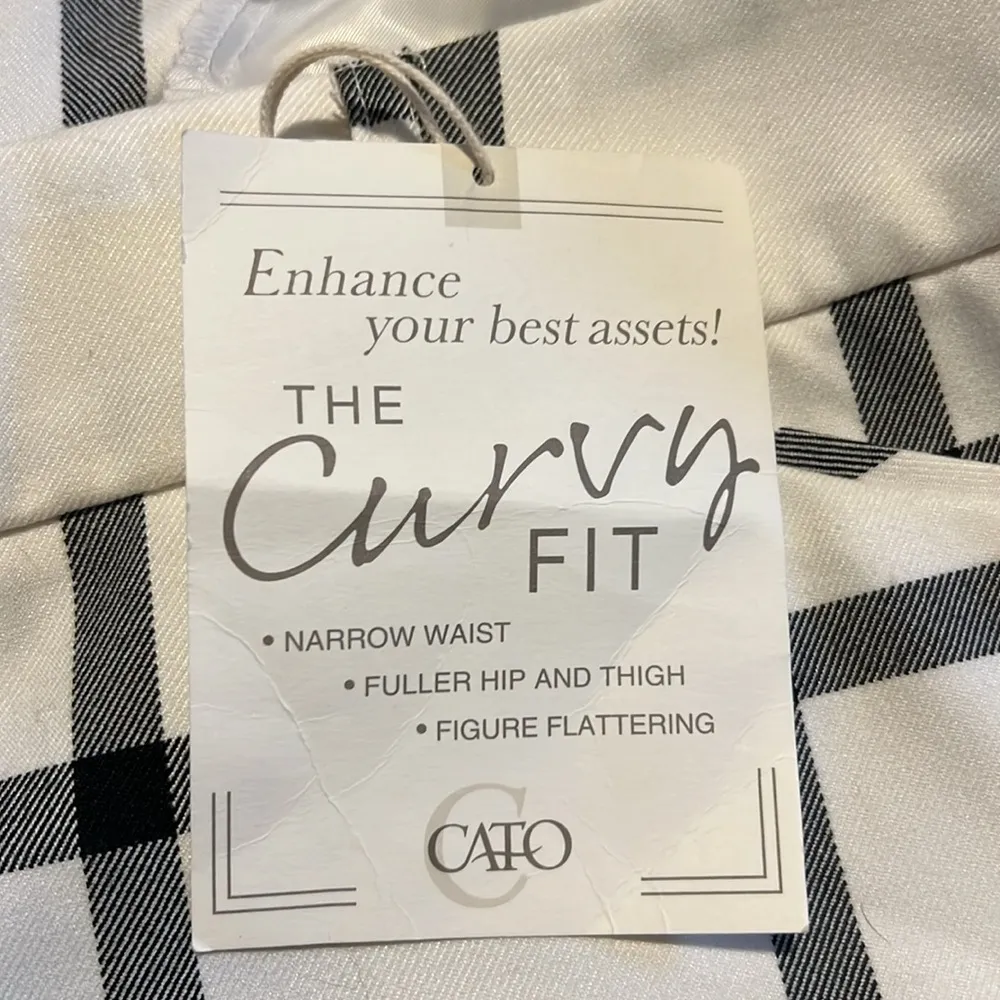 Enhance
your best assets!
THE
Curvy
FIT
• NARROW WAIST
• FULLER HIP AND THIGH
• FIGURE FLATTERING
C
CATO